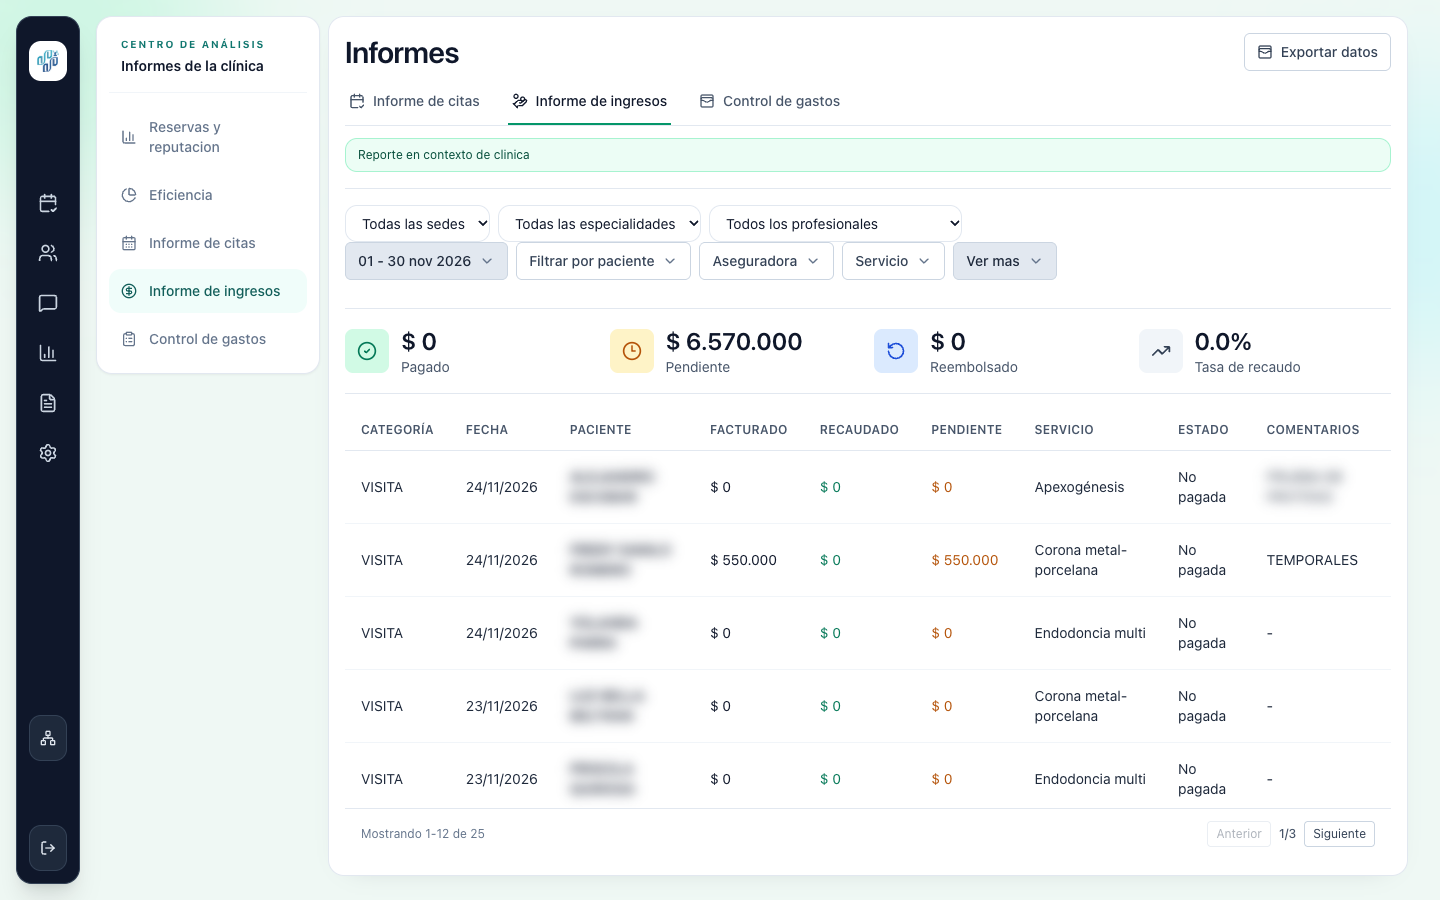 CENTRO DE ANÁLISIS
Informes de la clínica
Reservas y
reputacion
Eficiencia
Informe de citas
Informe de ingresos
Control de gastos
Informes
Exportar datos
Informe de citas
Informe de ingresos
Control de gastos
Reporte en contexto de clinica
Todas las sedes
Todas las especialidades
Todos los profesionales
01 - 30 nov 2026
Filtrar por paciente
Aseguradora
Servicio
Ver mas
$ 0
Pagado
$ 6.570.000
Pendiente
$ 0
Reembolsado
0.0%
Tasa de recaudo
CATEGORÍA FECHA PACIENTE FACTURADO RECAUDADO PENDIENTE SERVICIO ESTADO COMENTARIOS
VISITA 24/11/2026 $ 0 $ 0 $ 0 Apexogénesis No pagada
VISITA 24/11/2026 $ 550.000 $ 0 $ 550.000 Corona metal-porcelana No pagada TEMPORALES
VISITA 24/11/2026 $ 0 $ 0 $ 0 Endodoncia multi No pagada -
VISITA 23/11/2026 $ 0 $ 0 $ 0 Corona metal-porcelana No pagada -
VISITA 23/11/2026 $ 0 $ 0 $ 0 Endodoncia multi No pagada -
Mostrando 1-12 de 25
Anterior 1/3 Siguiente